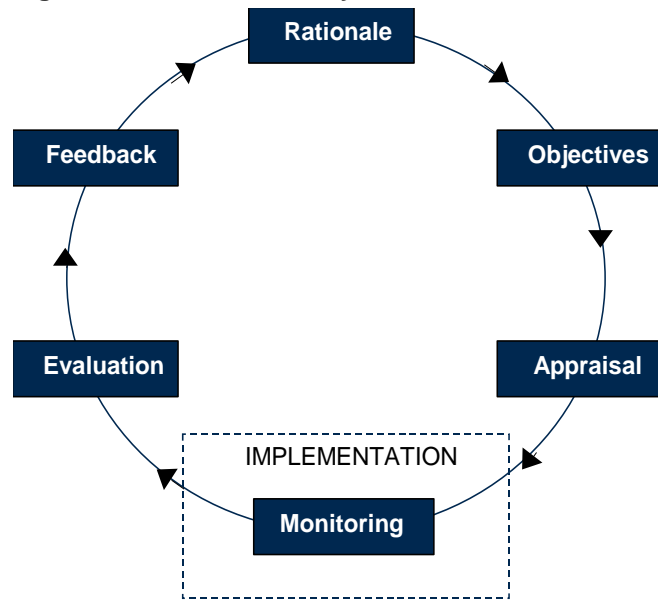 Rationale
Feedback
Objectives
Evaluation
Appraisal
IMPLEMENTATION
Monitoring